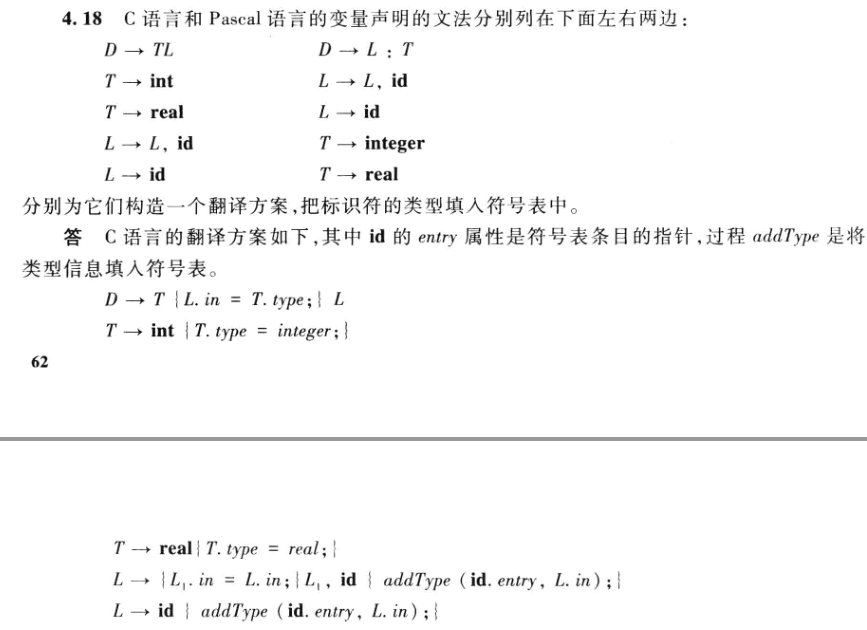 4.18 C 语言和 Pascal 语言的变量声明的文法分别列在下面左右两边:
D → TL D → L : T
T → int L → L, id
T → real L → id
L → L, id T → integer
L → id T → real
分别为它们构造一个翻译方案,把标识符的类型填入符号表中。
答 C 语言的翻译方案如下,其中 id 的 entry 属性是符号表条目的指针,过程 addType 是将
类型信息填入符号表。
D → T {L. in = T. type;} L
T → int {T. type = integer;}
62
T → real{T. type = real;}
L → {L₁. in = L. in;}L₁, id { addType (id. entry, L. in);}
L → id { addType (id. entry, L. in);}